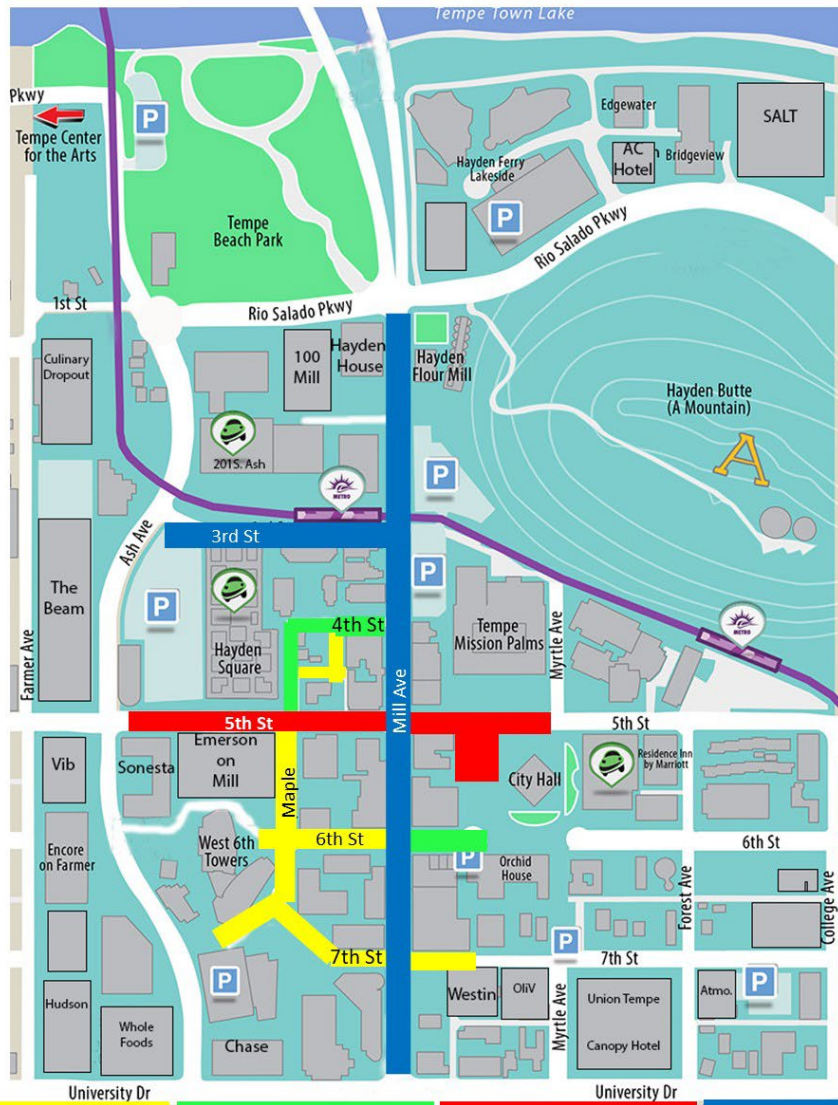 Tempe Town Lake
Pkwy
Tempe Center
for the Arts
P
Edgewater
SALT
AC
Hotel
Bridgeview
Hayden Ferry
Lakeside
P
Tempe
Beach Park
Rio Salado Pkwy
1st St
Rio Salado Pkwy
Culinary
Dropout
100
Mill
Hayden
House
Hayden
Flour Mill
Hayden Butte
(A Mountain)
A
201S. Ash
METRO
P
Ash Ave
3rd St
The
Beam
P
P
Hayden
Square
4th St
Tempe
Mission Palms
Myrtle Ave
METRO
Farmer Ave
Mill Ave
5th St
5th St
Vib
Sonesta
Emerson
on
Mill
Maple
City Hall
Residence Inn
by Marriott
Encore
on Farmer
West 6th
Towers
6th St
6th St
P
Orchid
House
Forest Ave
College Ave
P
7th St
7th St
P
Hudson
Whole
Foods
Chase
Westin
OliV
Myrtle Ave
Union Tempe
Canopy Hotel
Atmo.
P
University Dr
University Dr